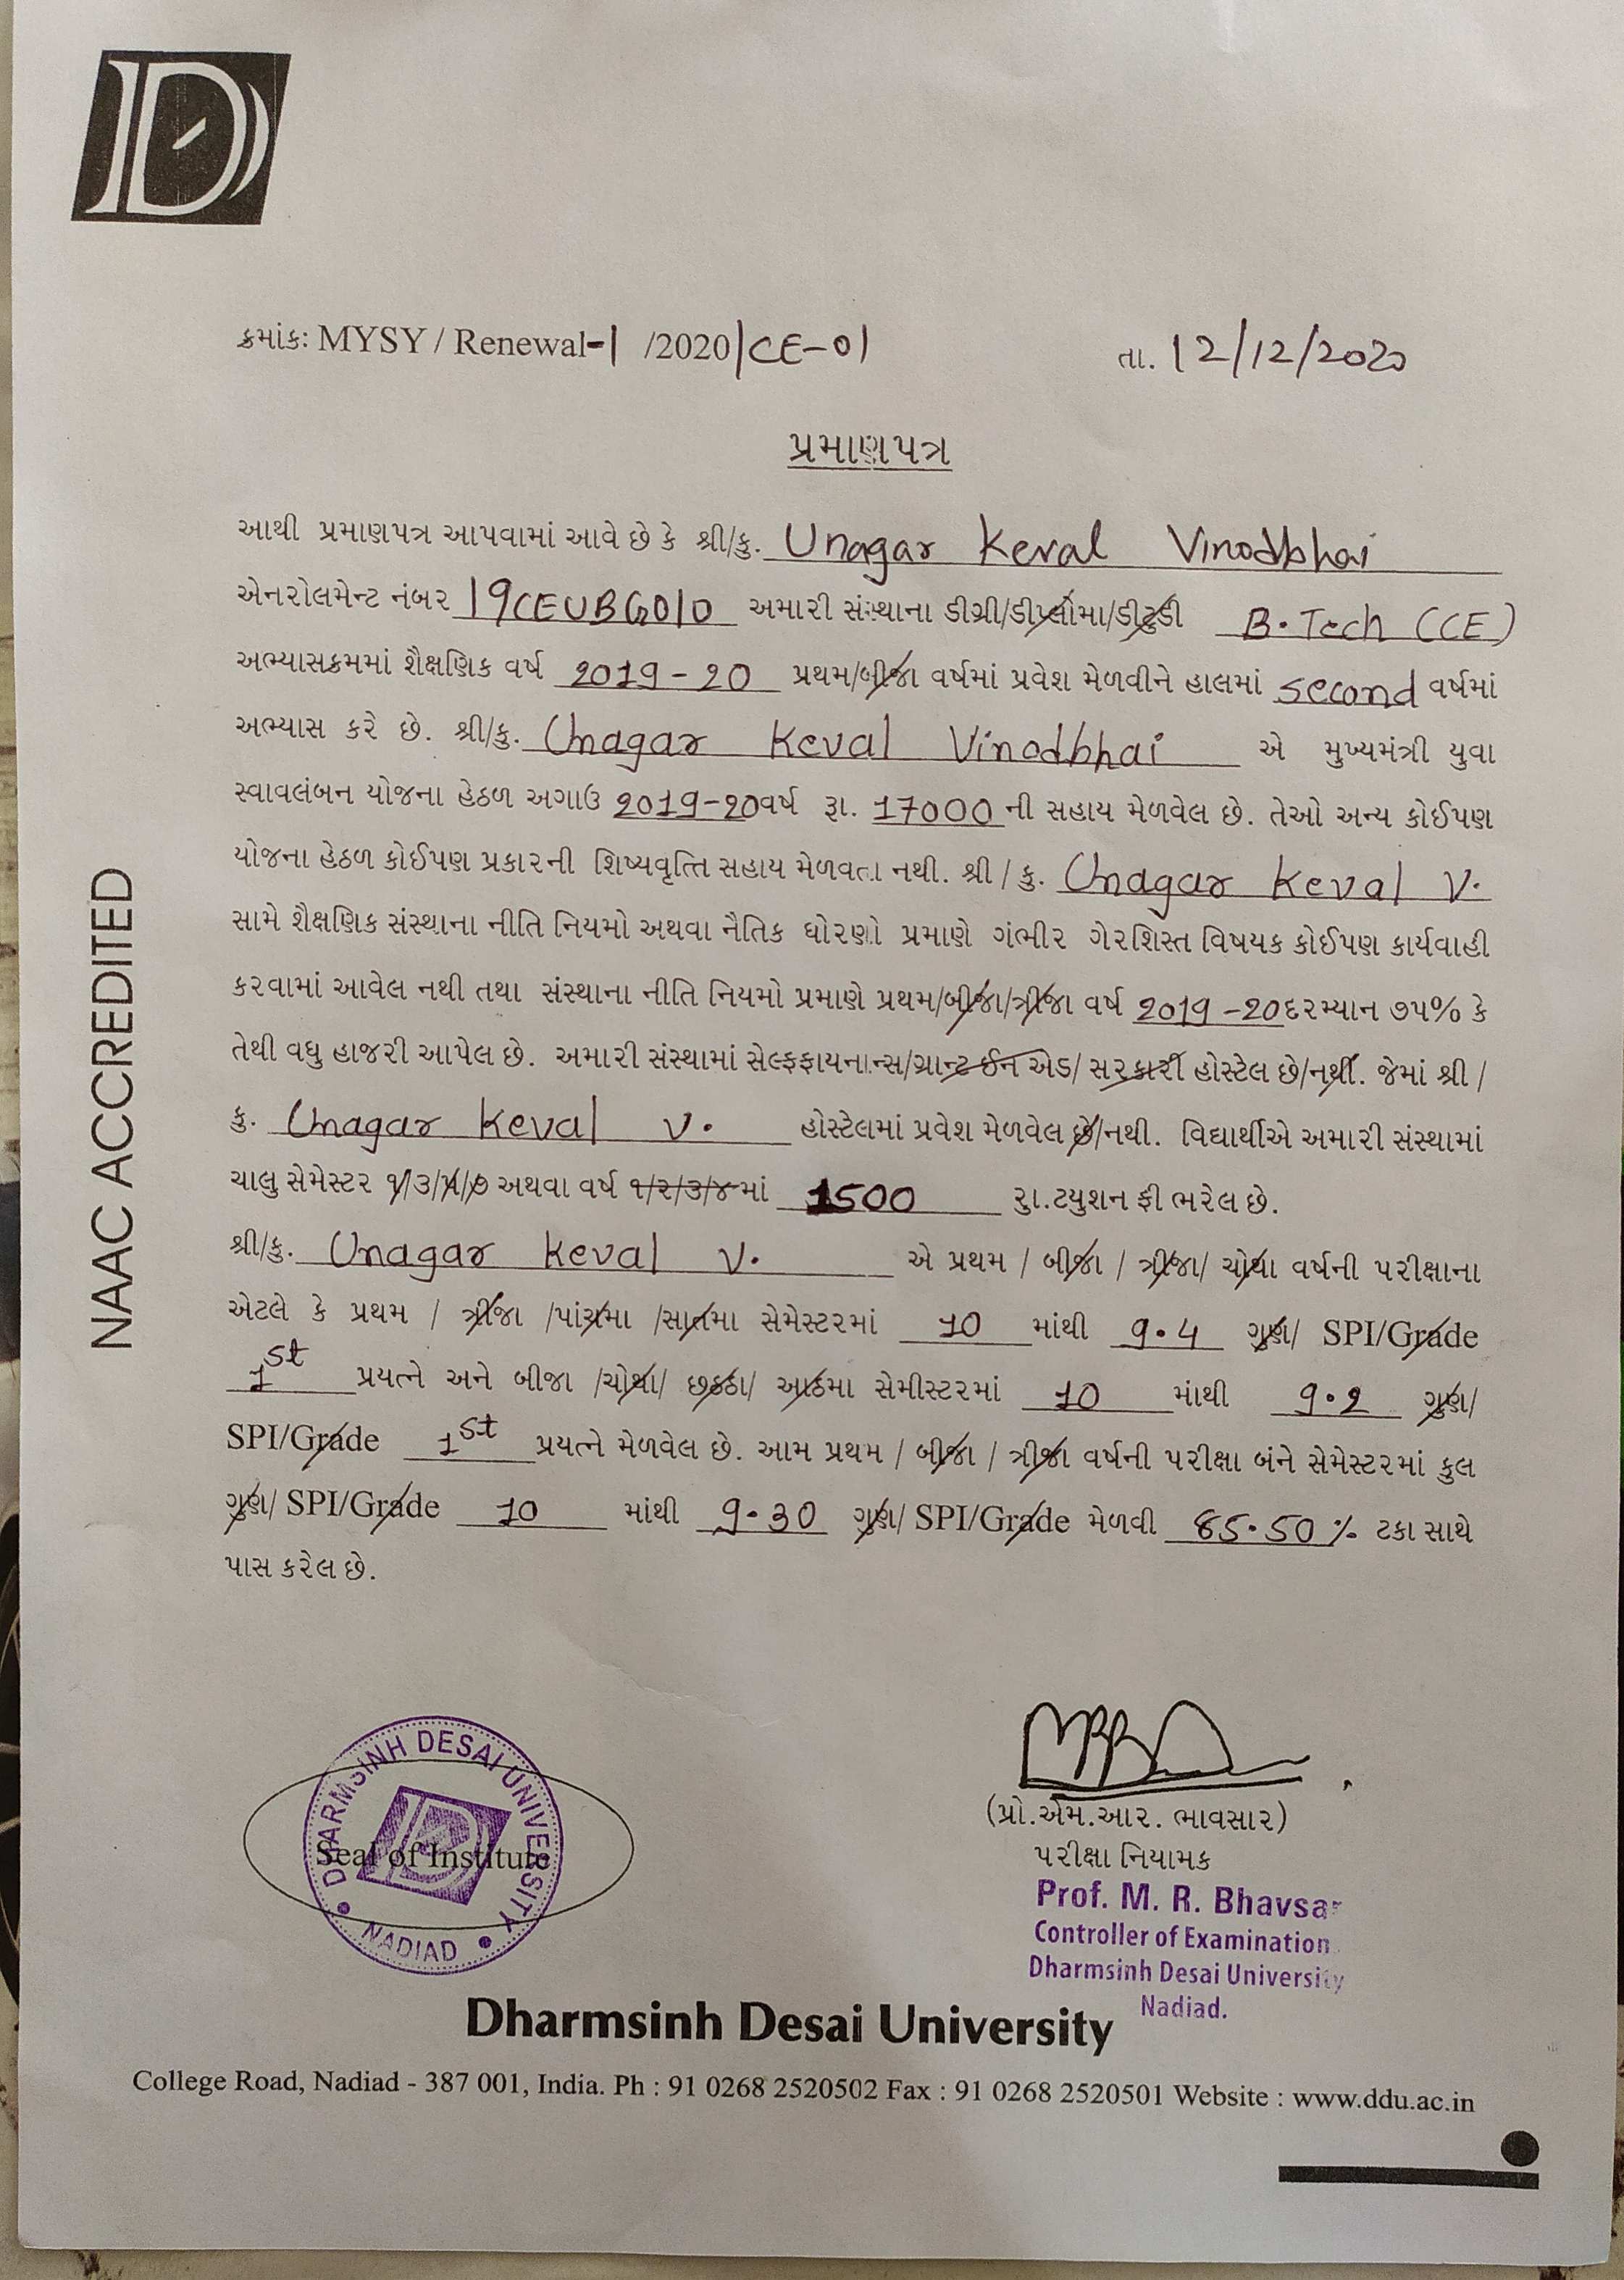 ક્રમાંકઃ MYSY / Renewal-1 /2020/CE-01
તા. 12/12/2020
પ્રમાણપત્ર
આથી પ્રમાણપત્ર આપવામાં આવે છે કે શ્રી/કુ. Unagar Keval Vinodbhai
એનરોલમેન્ટ નંબર 19CEUBG010 અમારી સંસ્થાના ડીગ્રી/ડીપ્લોમા/ડીટુડી B.Tech (CE)
અભ્યાસક્રમમાં શૈક્ષણિક વર્ષ 2019-20 પ્રથમ/બીજા વર્ષમાં પ્રવેશ મેળવીને હાલમાં second વર્ષમાં
અભ્યાસ કરે છે. શ્રી/કુ. Unagar Keval Vinodbhai એ મુખ્યમંત્રી યુવા
સ્વાવલંબન યોજના હેઠળ અગાઉ 2019-20વર્ષ રૂા. 17000 ની સહાય મેળવેલ છે. તેઓ અન્ય કોઈપણ
યોજના હેઠળ કોઈપણ પ્રકારની શિષ્યવૃત્તિ સહાય મેળવતા નથી. શ્રી / કુ. Unagar Keval V.
સામે શૈક્ષણિક સંસ્થાના નીતિ નિયમો અથવા નૈતિક ધોરણો પ્રમાણે ગંભીર ગેરશિસ્ત વિષયક કોઈપણ કાર્યવાહી
કરવામાં આવેલ નથી તથા સંસ્થાના નીતિ નિયમો પ્રમાણે પ્રથમ/બીજા/ત્રીજા વર્ષ 2019-20 દરમ્યાન ૭૫% કે
તેથી વધુ હાજરી આપેલ છે. અમારી સંસ્થામાં સેલ્ફફાયનાન્સ/ગ્રાન્ટ ઈન એડ/ સરકારી હોસ્ટેલ છે/નથી. જેમાં શ્રી /
કુ. Unagar Keval V. હોસ્ટેલમાં પ્રવેશ મેળવેલ છે/નથી. વિદ્યાર્થીએ અમારી સંસ્થામાં
ચાલુ સેમેસ્ટર ૧/૩/૫/૭ અથવા વર્ષ ૧/૨/૩/૪માં 1500 રુા.ટયુશન ફી ભરેલ છે.
શ્રી/કુ. Unagar Keval V. એ પ્રથમ / બીજા / ત્રીજા/ ચોથા વર્ષની પરીક્ષાના
એટલે કે પ્રથમ / ત્રીજા /પાંચમા /સાતમા સેમેસ્ટરમાં 10 માંથી 9.4 ગુણ/ SPI/Grade
1st પ્રયત્ને અને બીજા /ચોથા/ છઠ્ઠા/ આઠમા સેમીસ્ટરમાં 10 માંથી 9.2 ગુણ/
SPI/Grade 1st પ્રયત્ને મેળવેલ છે. આમ પ્રથમ / બીજા / ત્રીજા વર્ષની પરીક્ષા બંને સેમેસ્ટરમાં કુલ
ગુણ/ SPI/Grade 10 માંથી 9.30 ગુણ/ SPI/Grade મેળવી 85.50 % ટકા સાથે
પાસ કરેલ છે.
NAAC ACCREDITED
DHARMSINH DESAI UNIVERSITY
NADIAD
Seal of Institute
(પ્રો.એમ.આર. ભાવસાર)
પરીક્ષા નિયામક
Prof. M. R. Bhavsar
Controller of Examination
Dharmsinh Desai University
Nadiad.
Dharmsinh Desai University
College Road, Nadiad - 387 001, India. Ph : 91 0268 2520502 Fax : 91 0268 2520501 Website : www.ddu.ac.in